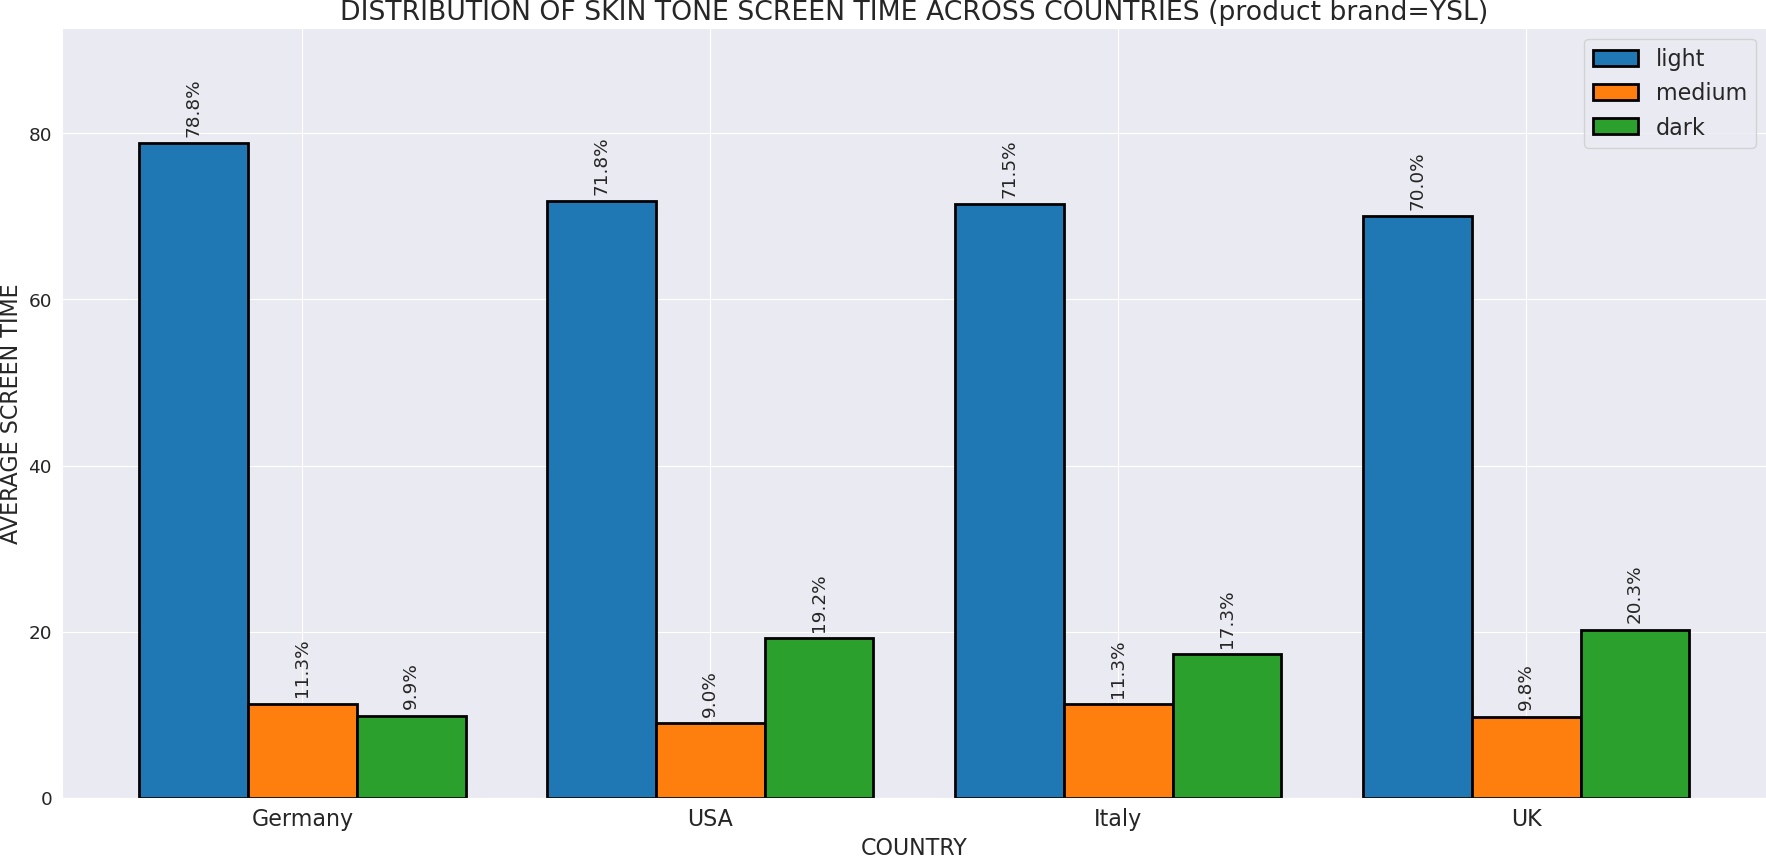 DISTRIBUTION OF SKIN TONE SCREEN TIME ACROSS COUNTRIES (product brand=YSL)
light
medium
dark
AVERAGE SCREEN TIME
80
60
40
20
0
78.8%
11.3%
9.9%
71.8%
9.0%
19.2%
71.5%
11.3%
17.3%
70.0%
9.8%
20.3%
Germany
USA
Italy
UK
COUNTRY